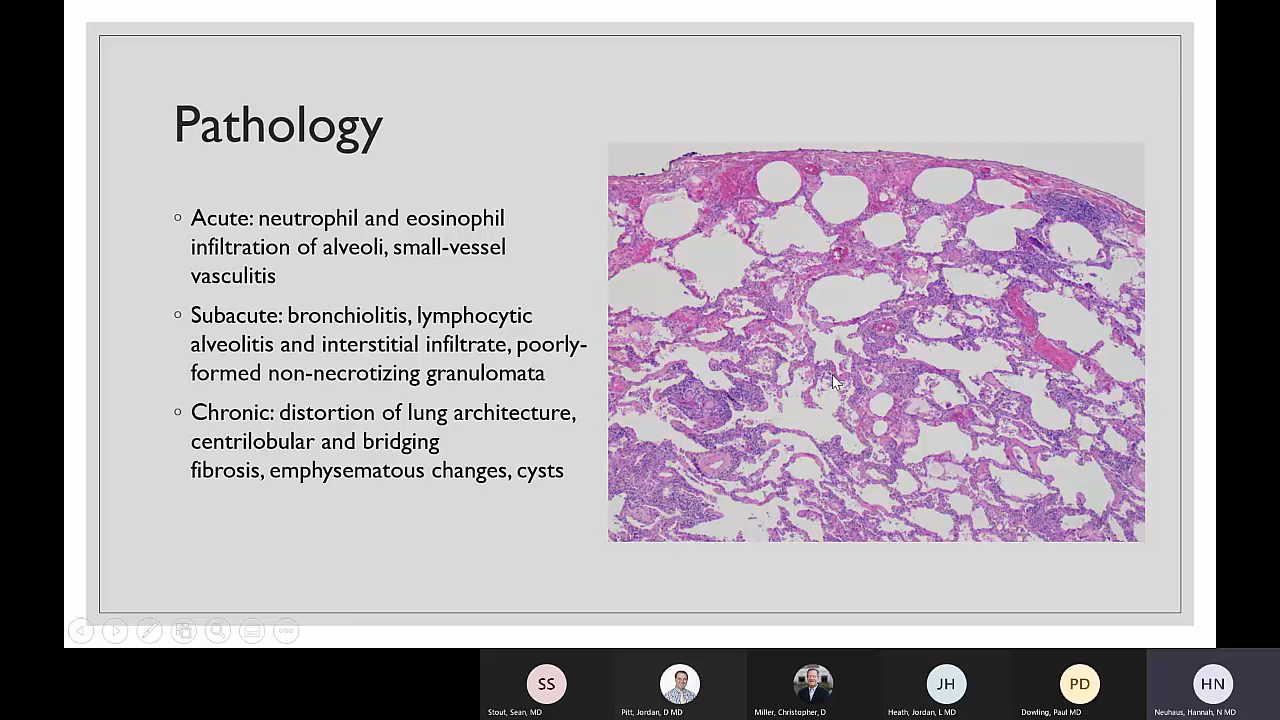 Pathology
◦ Acute: neutrophil and eosinophil
infiltration of alveoli, small-vessel
vasculitis
◦ Subacute: bronchiolitis, lymphocytic
alveolitis and interstitial infiltrate, poorly-
formed non-necrotizing granulomata
◦ Chronic: distortion of lung architecture,
centrilobular and bridging
fibrosis, emphysematous changes, cysts
SS
JH
PD
HN
Stout, Sean, MD
Pitt, Jordan, D MD
Miller, Christopher, D
Heath, Jordan, L MD
Dowling, Paul MD
Neuhaus, Hannah, N MD